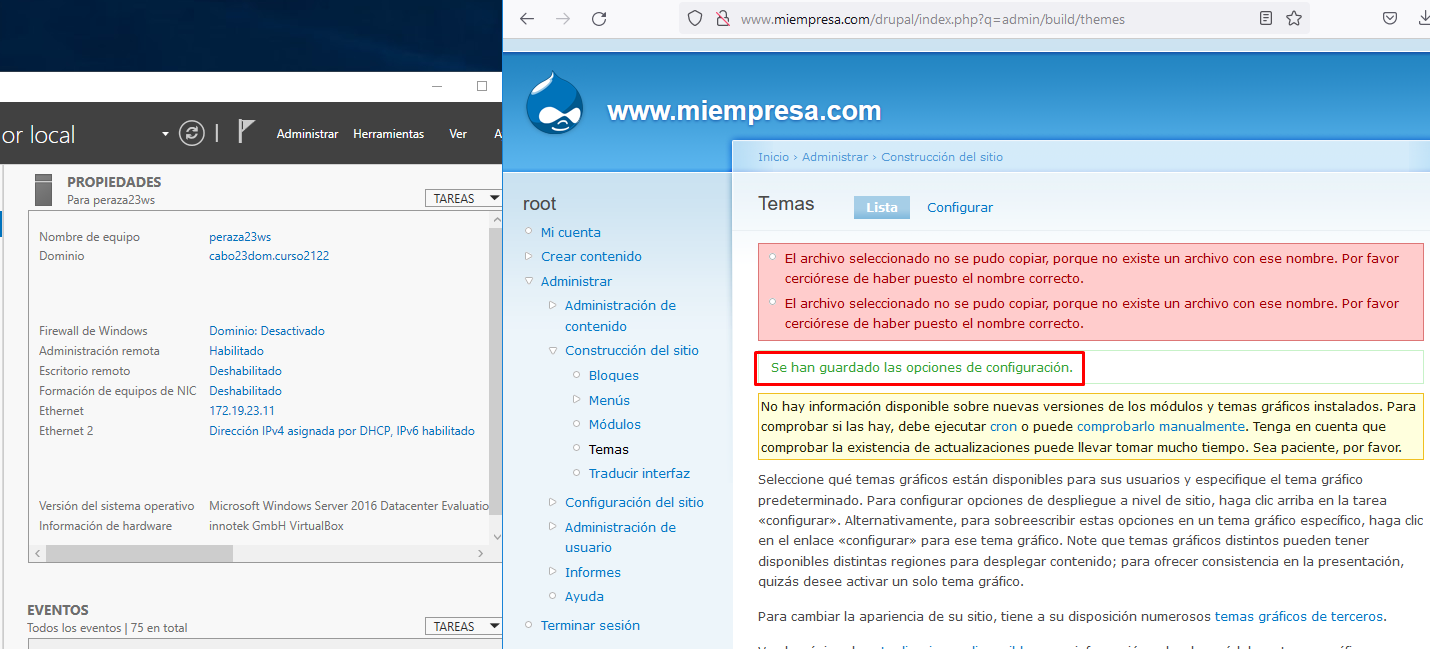 or local
Administrar Herramientas Ver A
PROPIEDADES
Para peraza23ws
TAREAS
Nombre de equipo peraza23ws
Dominio cabo23dom.curso2122
Firewall de Windows Dominio: Desactivado
Administración remota Habilitado
Escritorio remoto Deshabilitado
Formación de equipos de NIC Deshabilitado
Ethernet 172.19.23.11
Ethernet 2 Dirección IPv4 asignada por DHCP, IPv6 habilitado
Versión del sistema operativo Microsoft Windows Server 2016 Datacenter Evaluatio
Información de hardware innotek GmbH VirtualBox
EVENTOS
Todos los eventos | 75 en total
TAREAS
www.miempresa.com/drupal/index.php?q=admin/build/themes
www.miempresa.com
Inicio › Administrar › Construcción del sitio
root
Mi cuenta
Crear contenido
Administrar
Administración de
contenido
Construcción del sitio
Bloques
Menús
Módulos
Temas
Traducir interfaz
Configuración del sitio
Administración de
usuario
Informes
Ayuda
Terminar sesión
Temas Lista Configurar
El archivo seleccionado no se pudo copiar, porque no existe un archivo con ese nombre. Por favor
cerciórese de haber puesto el nombre correcto.
El archivo seleccionado no se pudo copiar, porque no existe un archivo con ese nombre. Por favor
cerciórese de haber puesto el nombre correcto.
Se han guardado las opciones de configuración.
No hay información disponible sobre nuevas versiones de los módulos y temas gráficos instalados. Para
comprobar si las hay, debe ejecutar cron o puede comprobarlo manualmente. Tenga en cuenta que
comprobar la existencia de actualizaciones puede llevar tomar mucho tiempo. Sea paciente, por favor.
Seleccione qué temas gráficos están disponibles para sus usuarios y especifique el tema gráfico
predeterminado. Para configurar opciones de despliegue a nivel de sitio, haga clic arriba en la tarea
«configurar». Alternativamente, para sobreescribir estas opciones en un tema gráfico específico, haga clic
en el enlace «configurar» para ese tema gráfico. Note que temas gráficos distintos pueden tener
disponibles distintas regiones para desplegar contenido; para ofrecer consistencia en la presentación,
quizás desee activar un solo tema gráfico.
Para cambiar la apariencia de su sitio, tiene a su disposición numerosos temas gráficos de terceros.